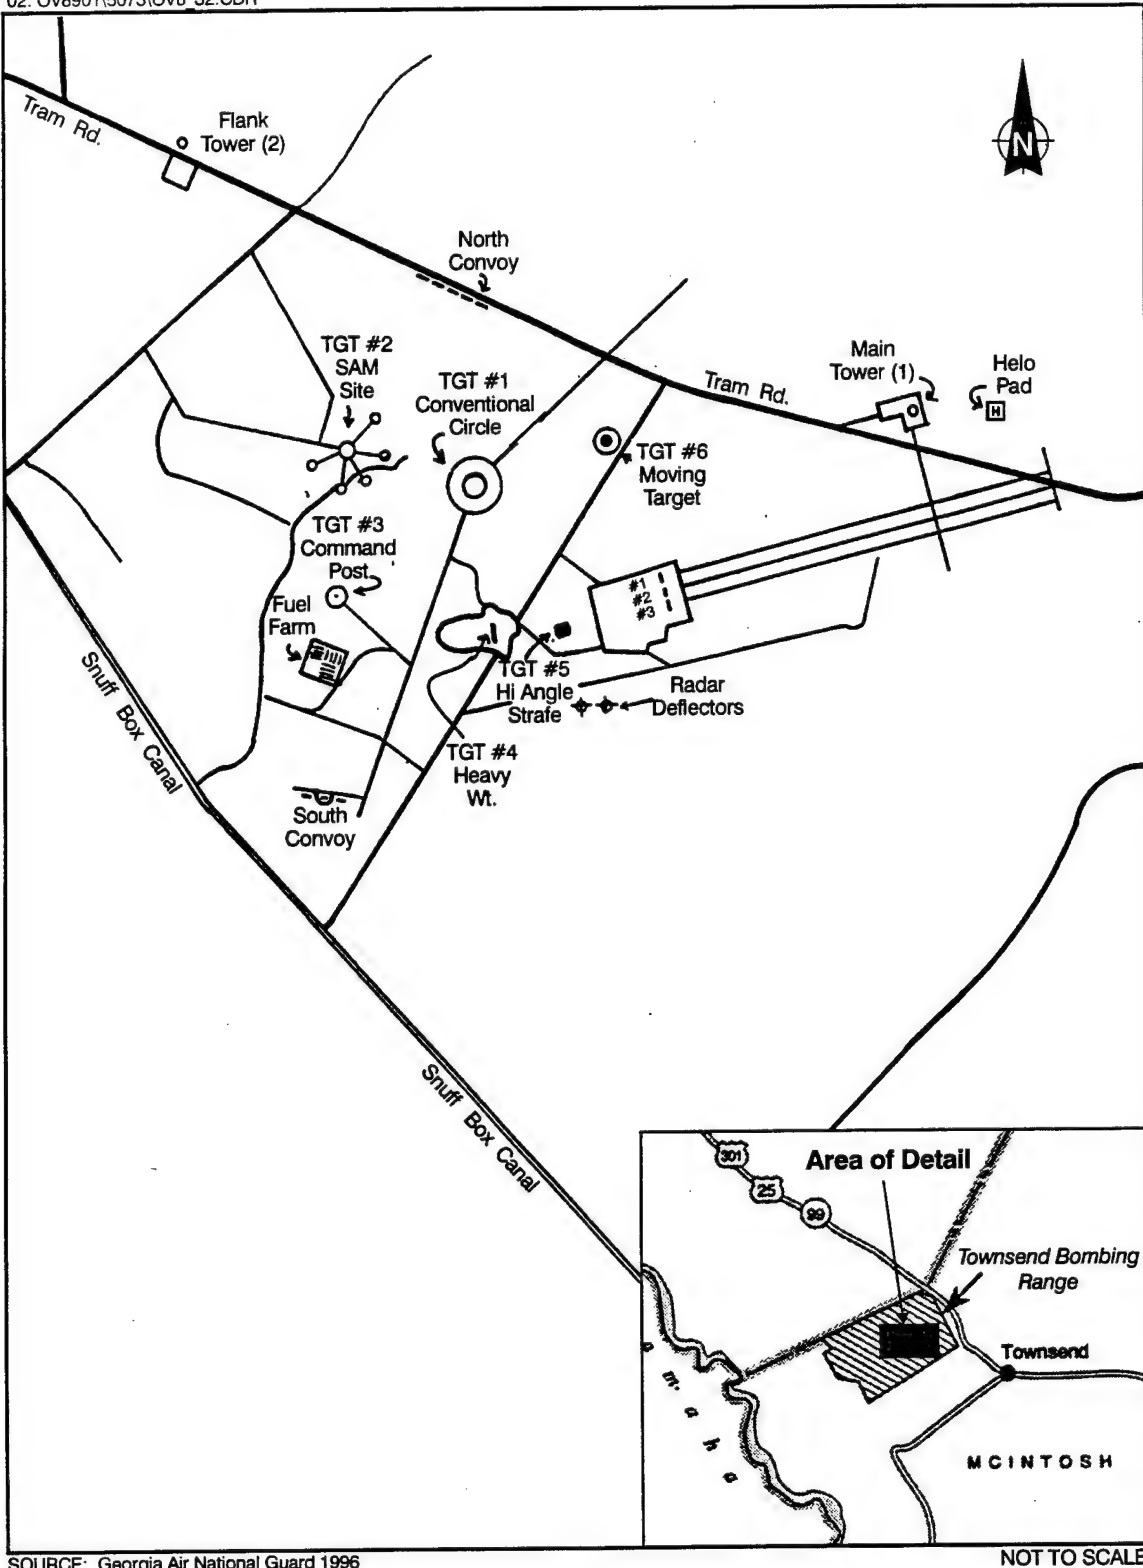 Tram Rd.
Flank
Tower (2)
N
North
Convoy
TGT #2
SAM
Site
TGT #1
Conventional
Circle
Main
Tower (1)
Helo
Pad
H
Tram Rd.
TGT #6
Moving
Target
TGT #3
Command
Post
Fuel
Farm
#1
#2
#3
TGT #5
Hi Angle
Strafe
Radar
Deflectors
TGT #4
Heavy
Wt.
South
Convoy
Snuff Box Canal
Snuff Box Canal
301
25
99
Area of Detail
Townsend Bombing
Range
Townsend
MCINTOSH
m a h a
SOURCE: Georgia Air National Guard 1996
NOT TO SCALE